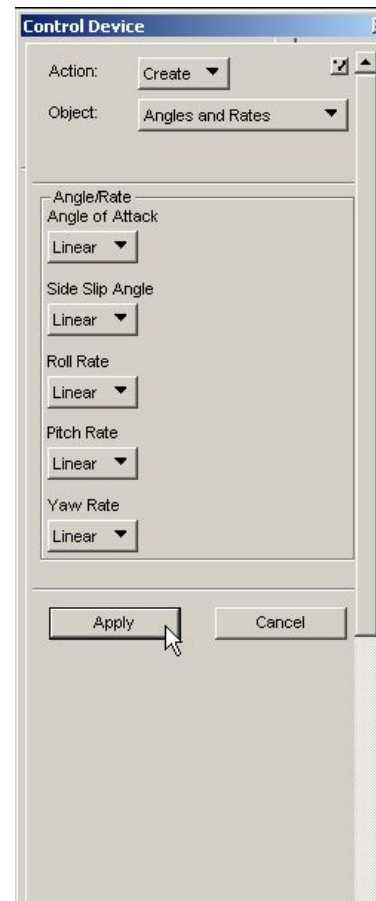 Control Device
Action: Create
Object: Angles and Rates
Angle/Rate
Angle of Attack
Linear
Side Slip Angle
Linear
Roll Rate
Linear
Pitch Rate
Linear
Yaw Rate
Linear
Apply Cancel